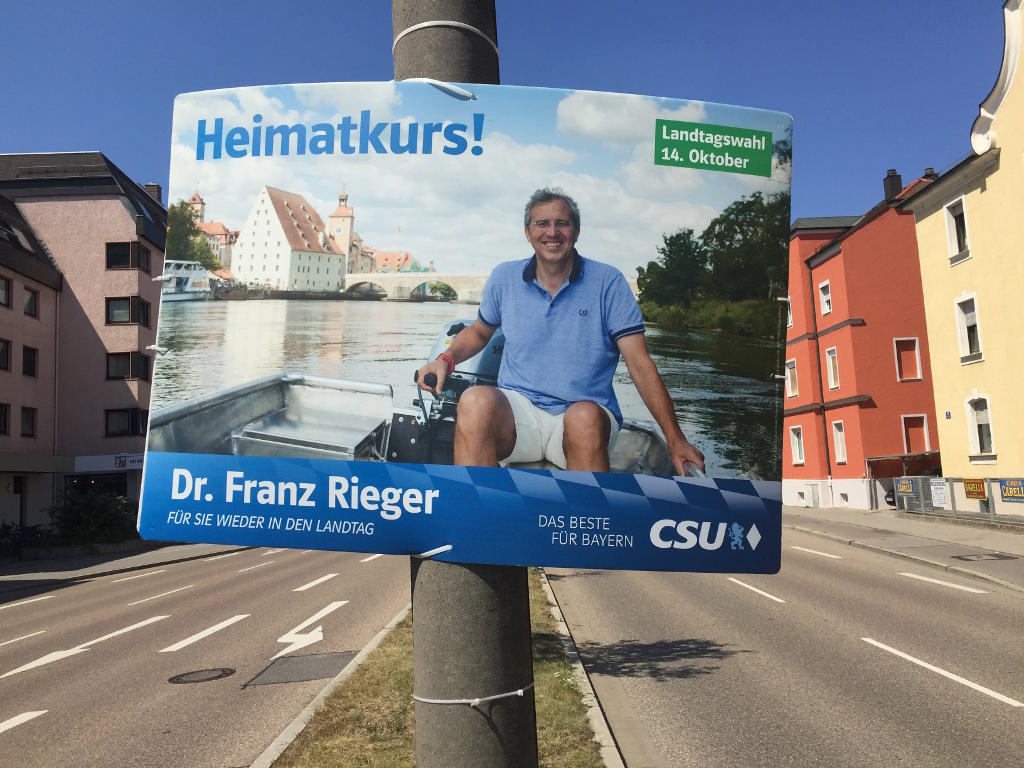 Heimatkurs!
Landtagswahl
14. Oktober
Dr. Franz Rieger
FÜR SIE WIEDER IN DEN LANDTAG
DAS BESTE
FÜR BAYERN
CSU